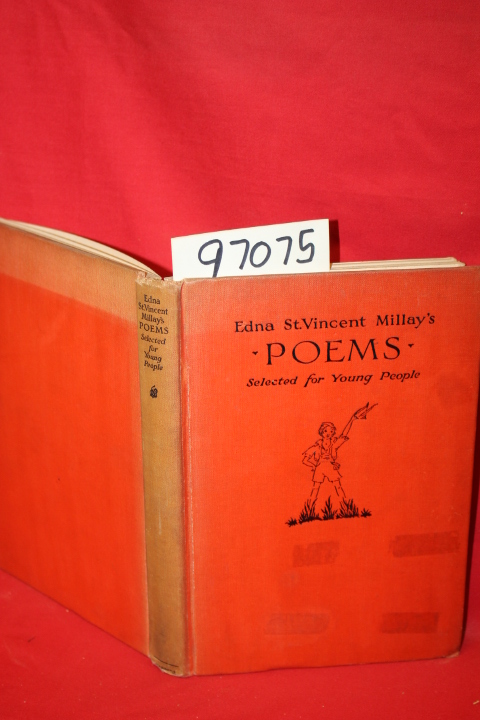 97075
Edna
St.Vincent
Millay's
POEMS
Selected
for
Young
People
Edna St.Vincent Millay's
· POEMS ·
Selected for Young People